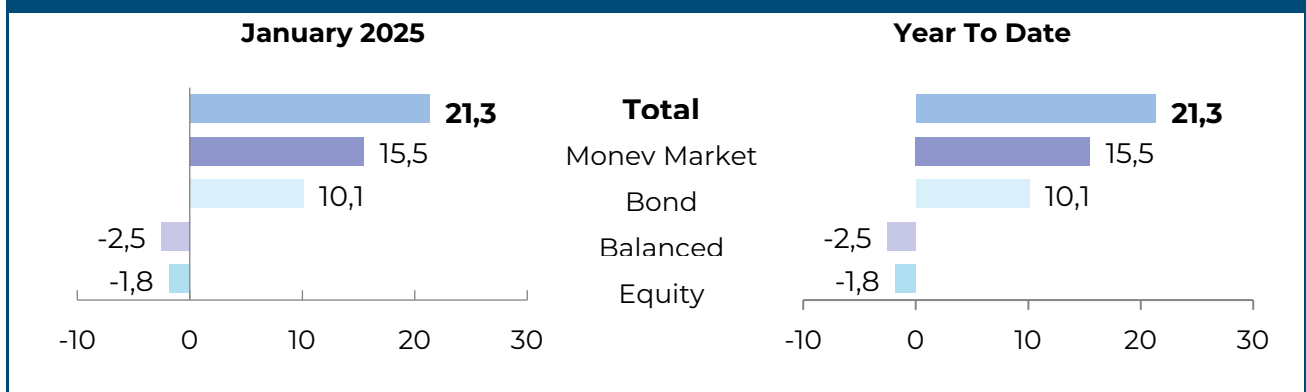 January 2025
Year To Date
21,3
Total
21,3
15,5
Money Market
15,5
10,1
Bond
10,1
-2,5
Balanced
-2,5
-1,8
Equity
-1,8
-10 0 10 20 30
-10 0 10 20 30